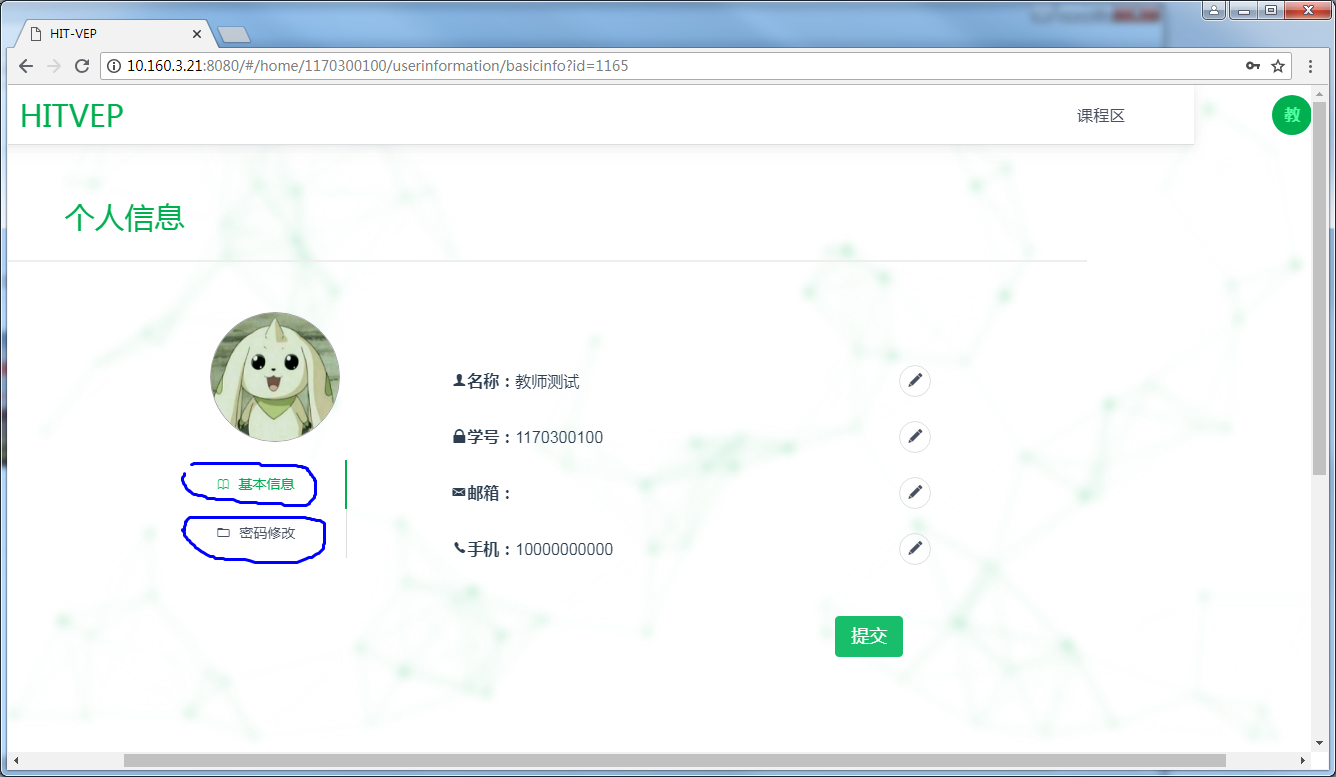 HIT-VEP
10.160.3.21:8080/#/home/1170300100/userinformation/basicinfo?id=1165
HITVEP
课程区
教
个人信息
基本信息
密码修改
名称：教师测试
学号：1170300100
邮箱：
手机：10000000000
提交